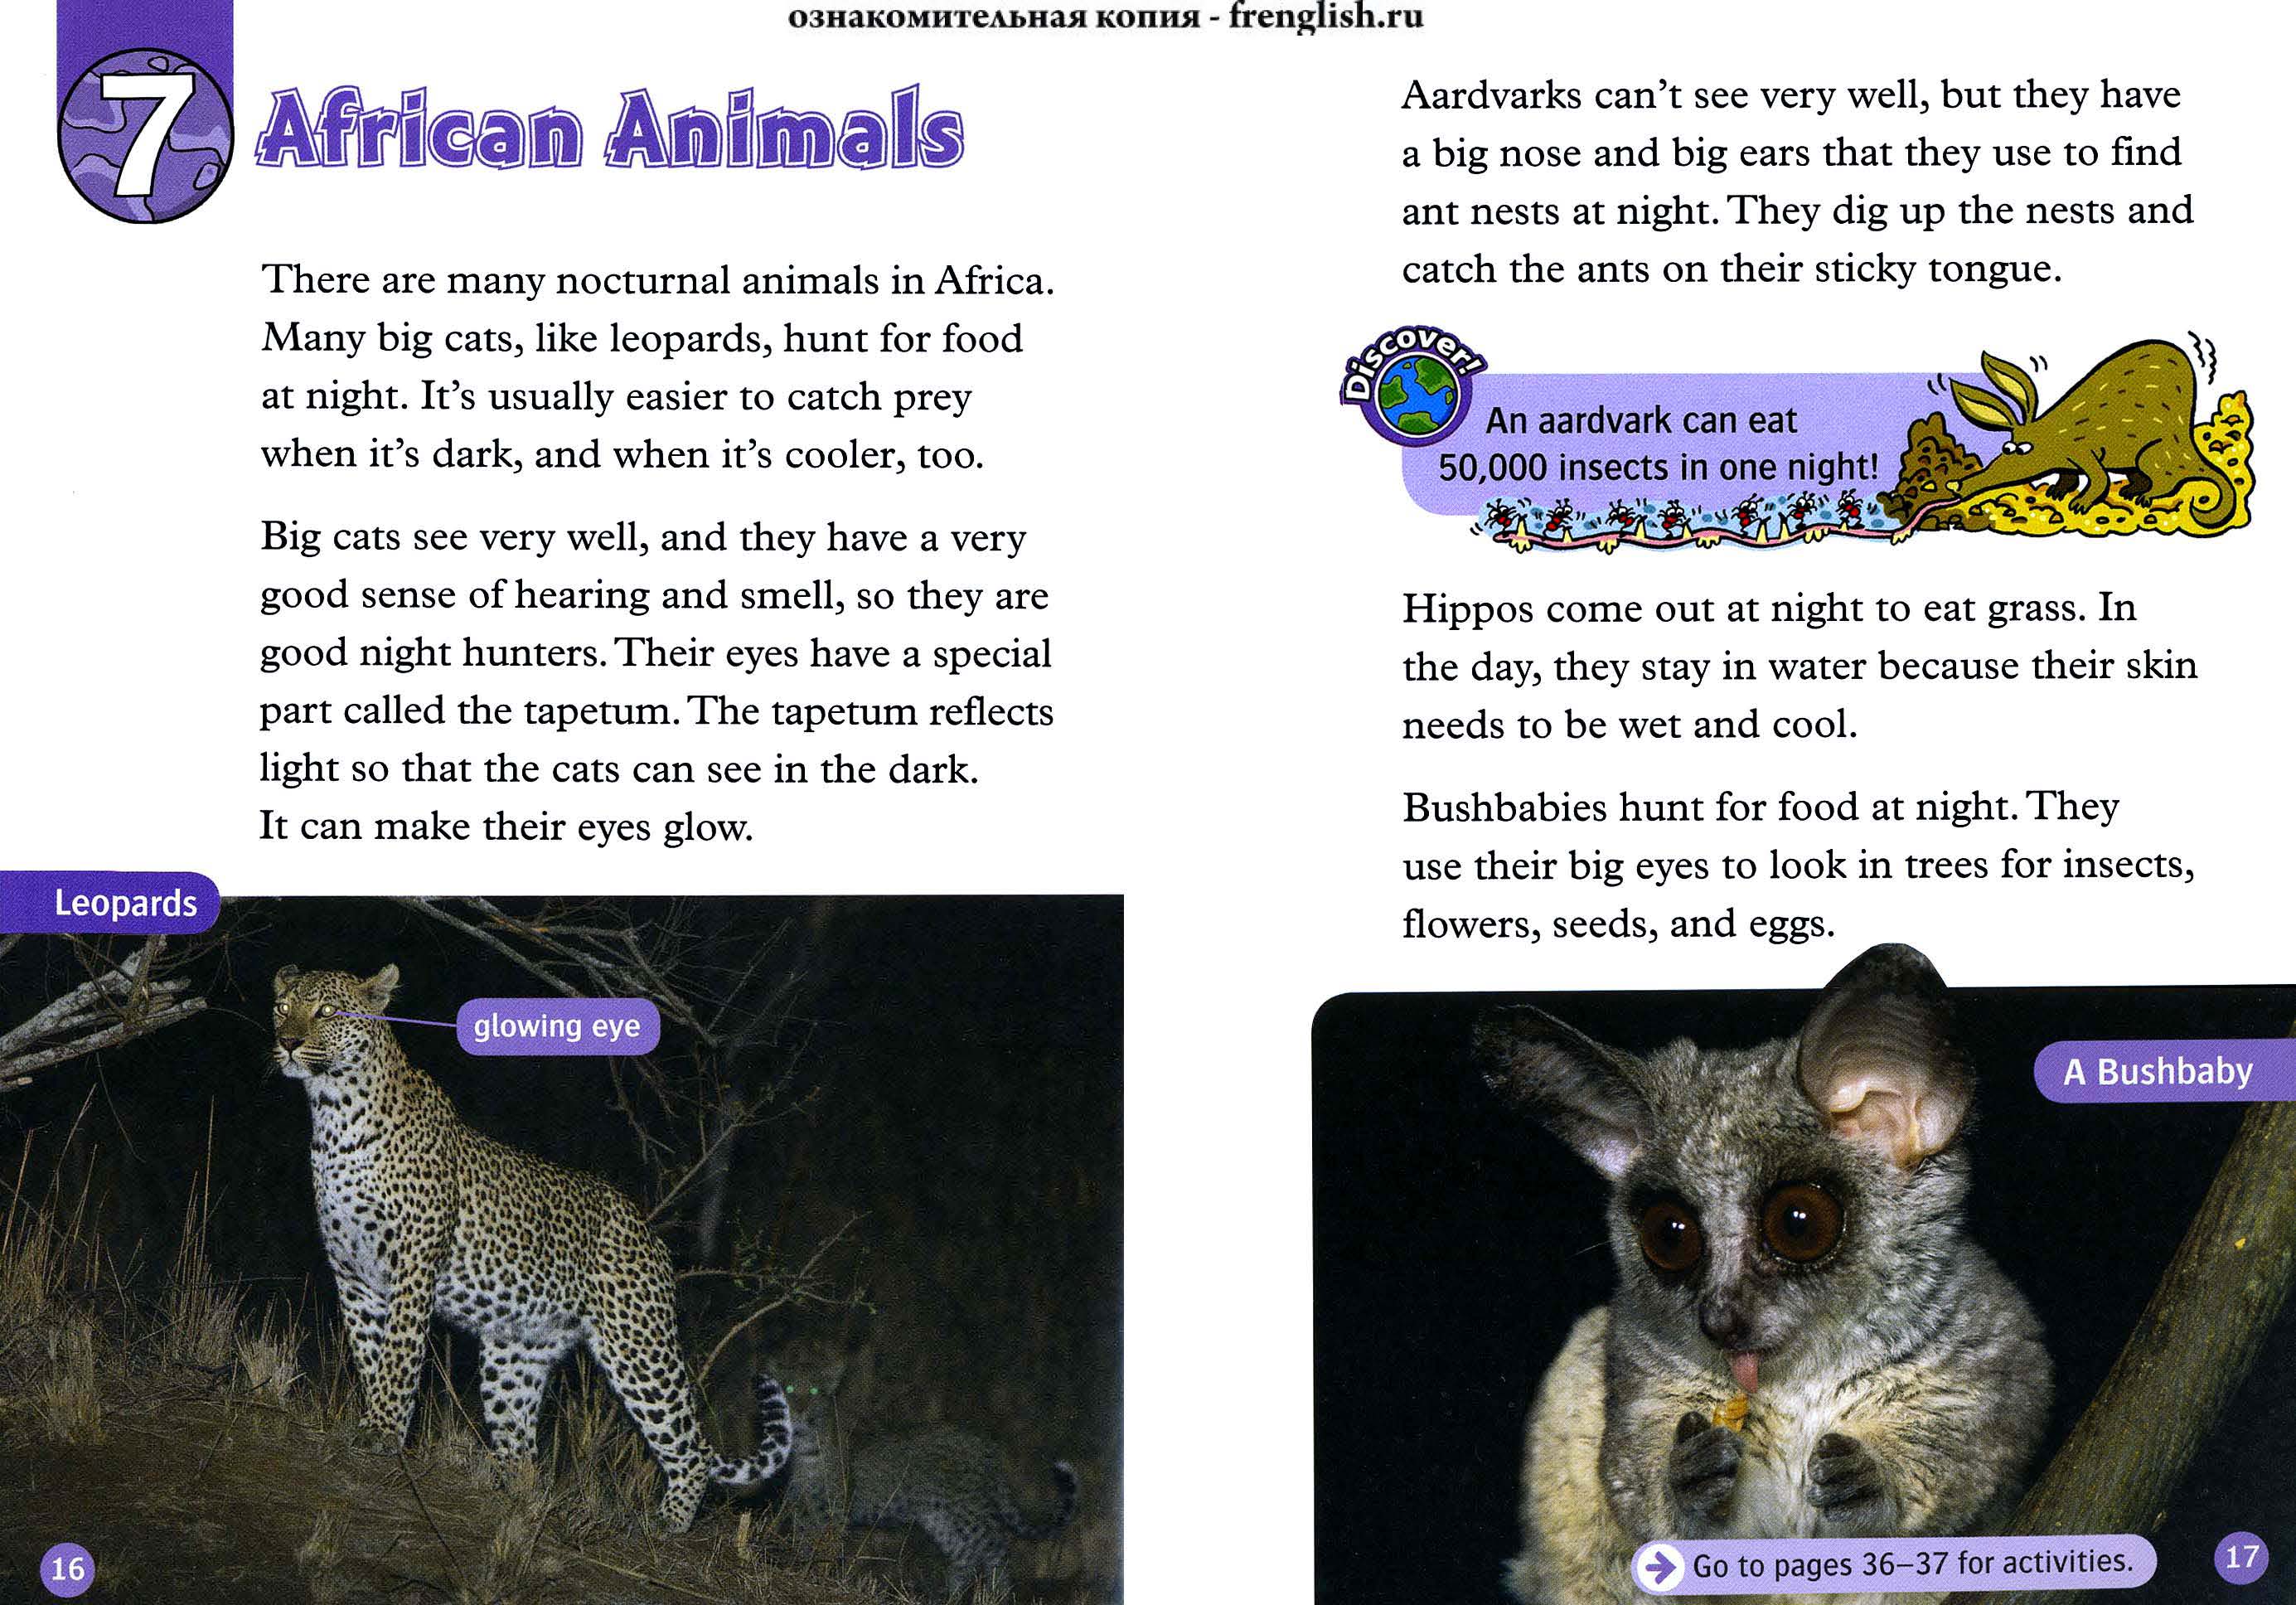 ознакомительная копия - frenglish.ru
7
African Animals
There are many nocturnal animals in Africa.
Many big cats, like leopards, hunt for food
at night. It's usually easier to catch prey
when it's dark, and when it's cooler, too.
Big cats see very well, and they have a very
good sense of hearing and smell, so they are
good night hunters. Their eyes have a special
part called the tapetum. The tapetum reflects
light so that the cats can see in the dark.
It can make their eyes glow.
Leopards
glowing eye
16
Aardvarks can't see very well, but they have
a big nose and big ears that they use to find
ant nests at night. They dig up the nests and
catch the ants on their sticky tongue.
Discover!
An aardvark can eat
50,000 insects in one night!
Hippos come out at night to eat grass. In
the day, they stay in water because their skin
needs to be wet and cool.
Bushbabies hunt for food at night. They
use their big eyes to look in trees for insects,
flowers, seeds, and eggs.
A Bushbaby
Go to pages 36–37 for activities.
17